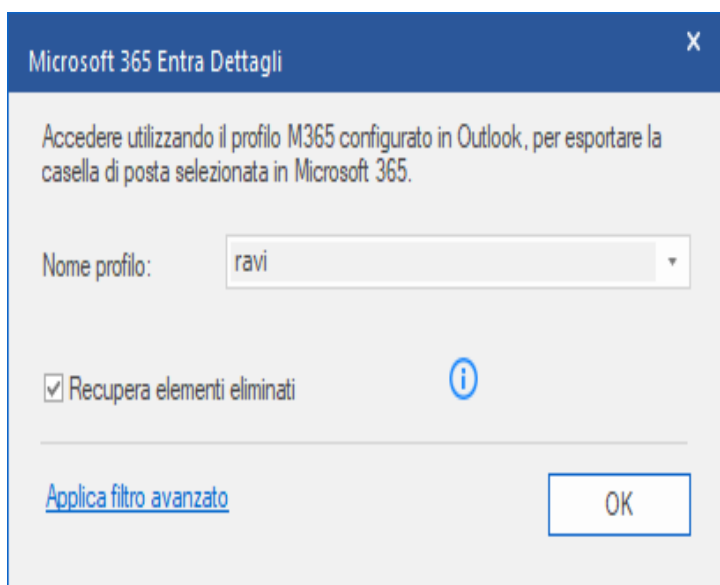 Microsoft 365 Entra Dettagli
x
Accedere utilizzando il profilo M365 configurato in Outlook, per esportare la
casella di posta selezionata in Microsoft 365.
Nome profilo: ravi
Recupera elementi eliminati
Applica filtro avanzato
OK